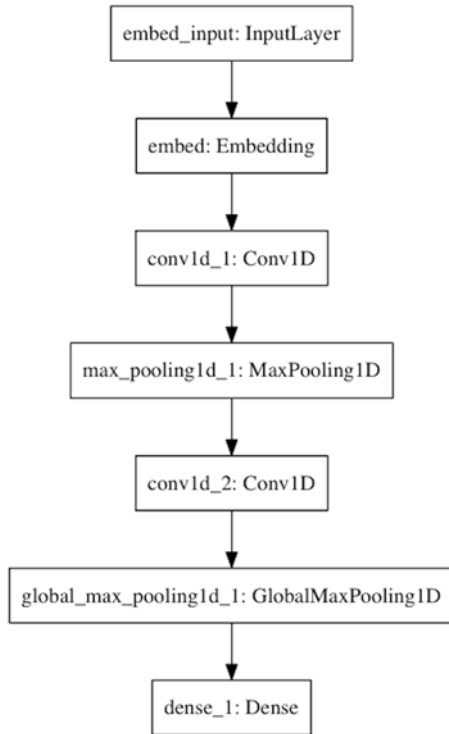 embed_input: InputLayer
embed: Embedding
conv1d_1: Conv1D
max_pooling1d_1: MaxPooling1D
conv1d_2: Conv1D
global_max_pooling1d_1: GlobalMaxPooling1D
dense_1: Dense